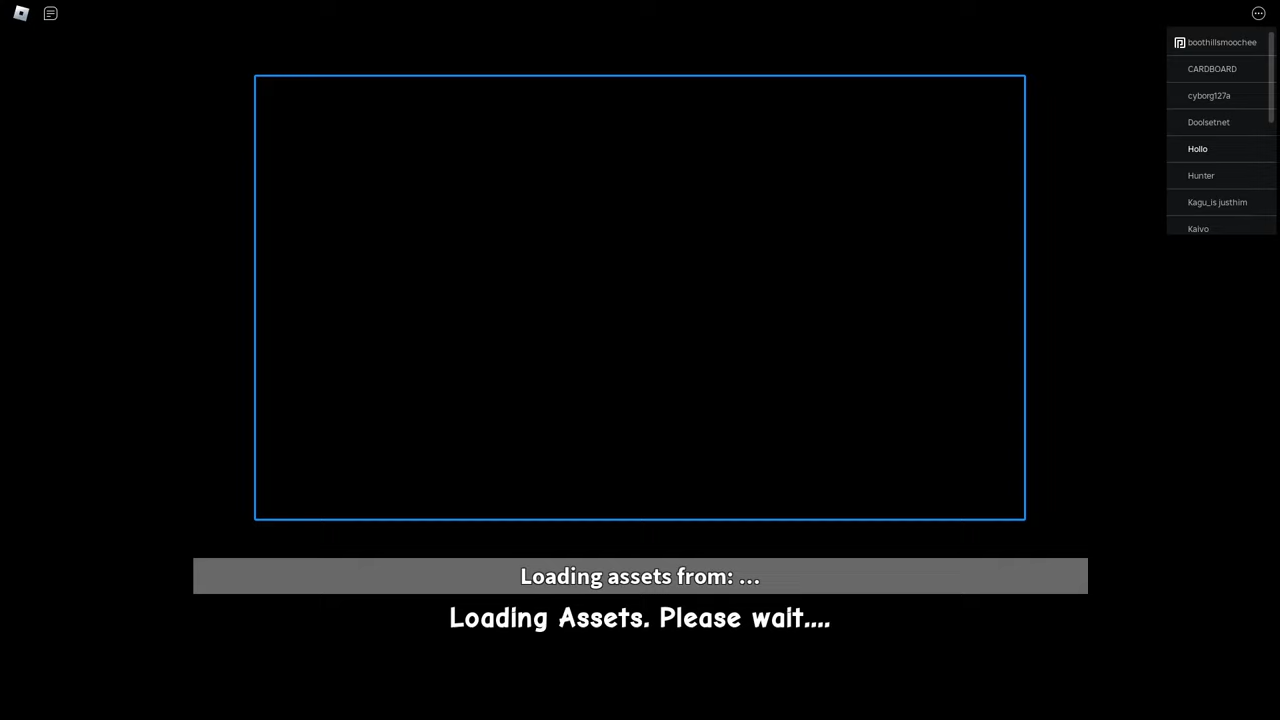 boothillsmoochee
CARDBOARD
cyborg127a
Doolsetnet
Hollo
Hunter
Kagu_is justhim
Kaivo
Loading assets from: ...
Loading Assets. Please wait....